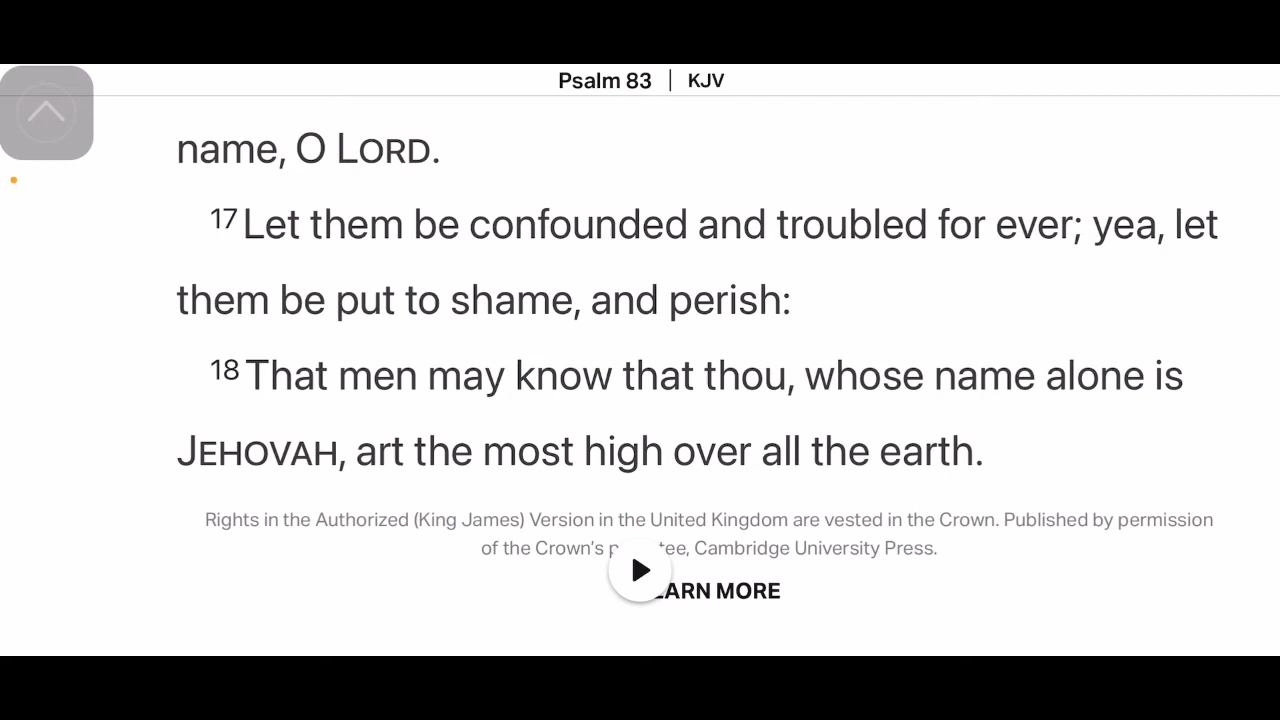 Psalm 83 | KJV
name, O LORD.
17 Let them be confounded and troubled for ever; yea, let
them be put to shame, and perish:
18 That men may know that thou, whose name alone is
JEHOVAH, art the most high over all the earth.
Rights in the Authorized (King James) Version in the United Kingdom are vested in the Crown. Published by permission
of the Crown's Cambridge University Press.
MORE